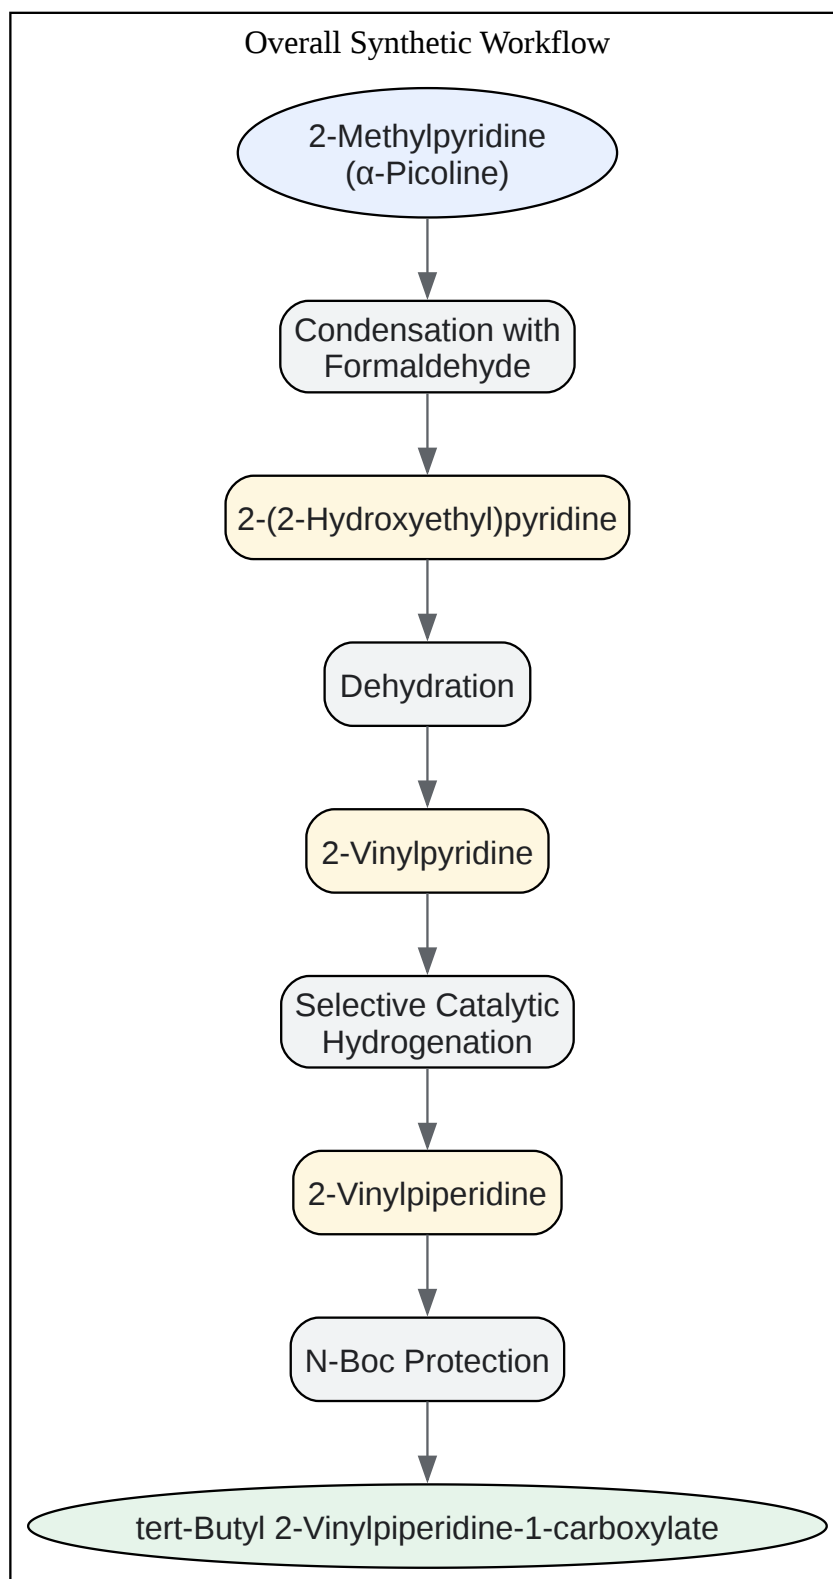 Overall Synthetic Workflow
2-Methylpyridine
(α-Picoline)
Condensation with
Formaldehyde
2-(2-Hydroxyethyl)pyridine
Dehydration
2-Vinylpyridine
Selective Catalytic
Hydrogenation
2-Vinylpiperidine
N-Boc Protection
tert-Butyl 2-Vinylpiperidine-1-carboxylate